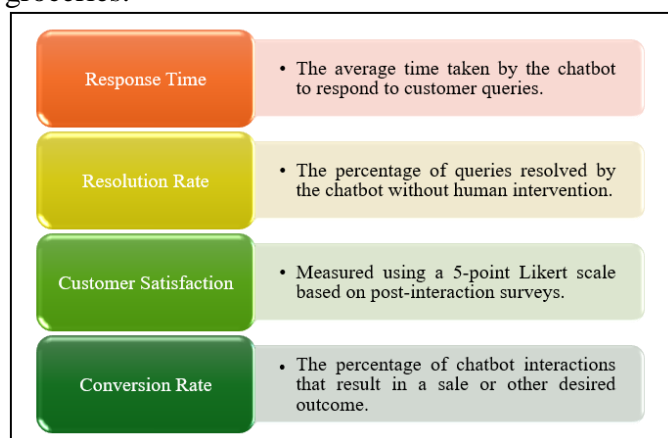 groceries.
Response Time
• The average time taken by the chatbot
to respond to customer queries.
Resolution Rate
• The percentage of queries resolved by
the chatbot without human intervention.
Customer Satisfaction
• Measured using a 5-point Likert scale
based on post-interaction surveys.
Conversion Rate
• The percentage of chatbot interactions
that result in a sale or other desired
outcome.